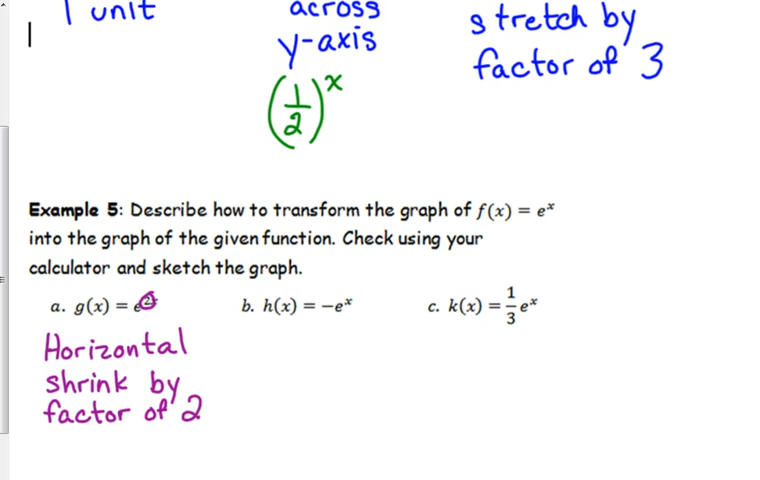 1 unit across stretch by
y-axis factor of 3
(1/2)^x
Example 5: Describe how to transform the graph of f(x) = e^x
into the graph of the given function. Check using your
calculator and sketch the graph.
a. g(x) = e^2x b. h(x) = −e^x c. k(x) = 1/3 e^x
Horizontal
shrink by
factor of 2